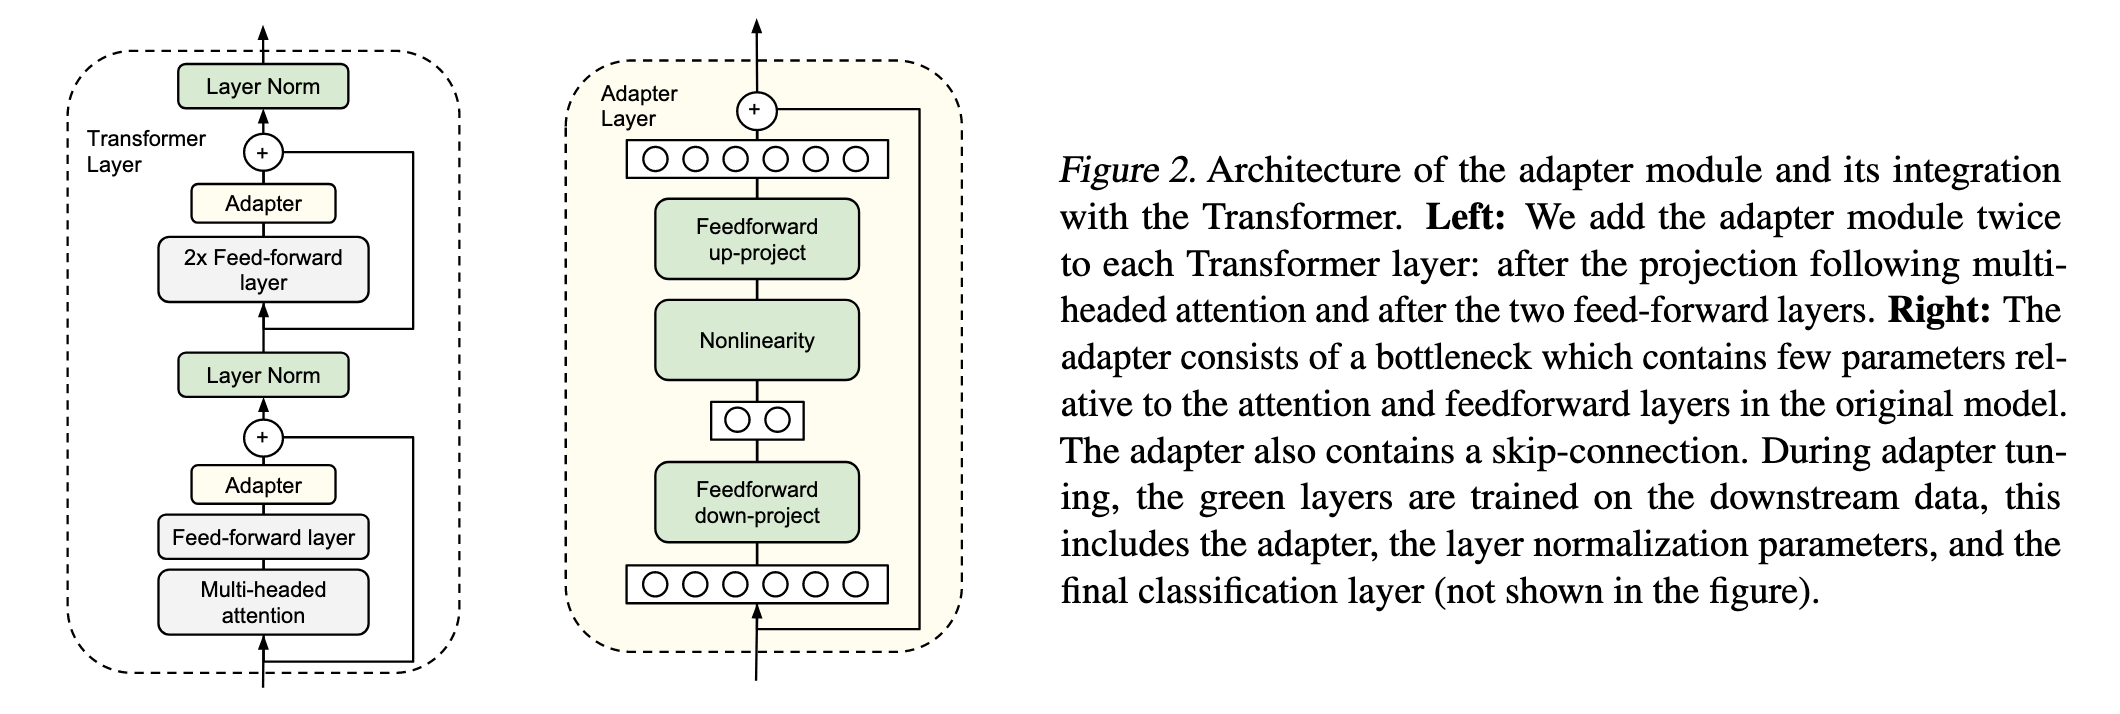 Layer Norm
Transformer
Layer
+
Adapter
2x Feed-forward
layer
Layer Norm
+
Adapter
Feed-forward layer
Multi-headed
attention
Adapter
Layer
+
Feedforward
up-project
Nonlinearity
Feedforward
down-project
Figure 2. Architecture of the adapter module and its integration
with the Transformer. Left: We add the adapter module twice
to each Transformer layer: after the projection following multi-
headed attention and after the two feed-forward layers. Right: The
adapter consists of a bottleneck which contains few parameters rel-
ative to the attention and feedforward layers in the original model.
The adapter also contains a skip-connection. During adapter tun-
ing, the green layers are trained on the downstream data, this
includes the adapter, the layer normalization parameters, and the
final classification layer (not shown in the figure).